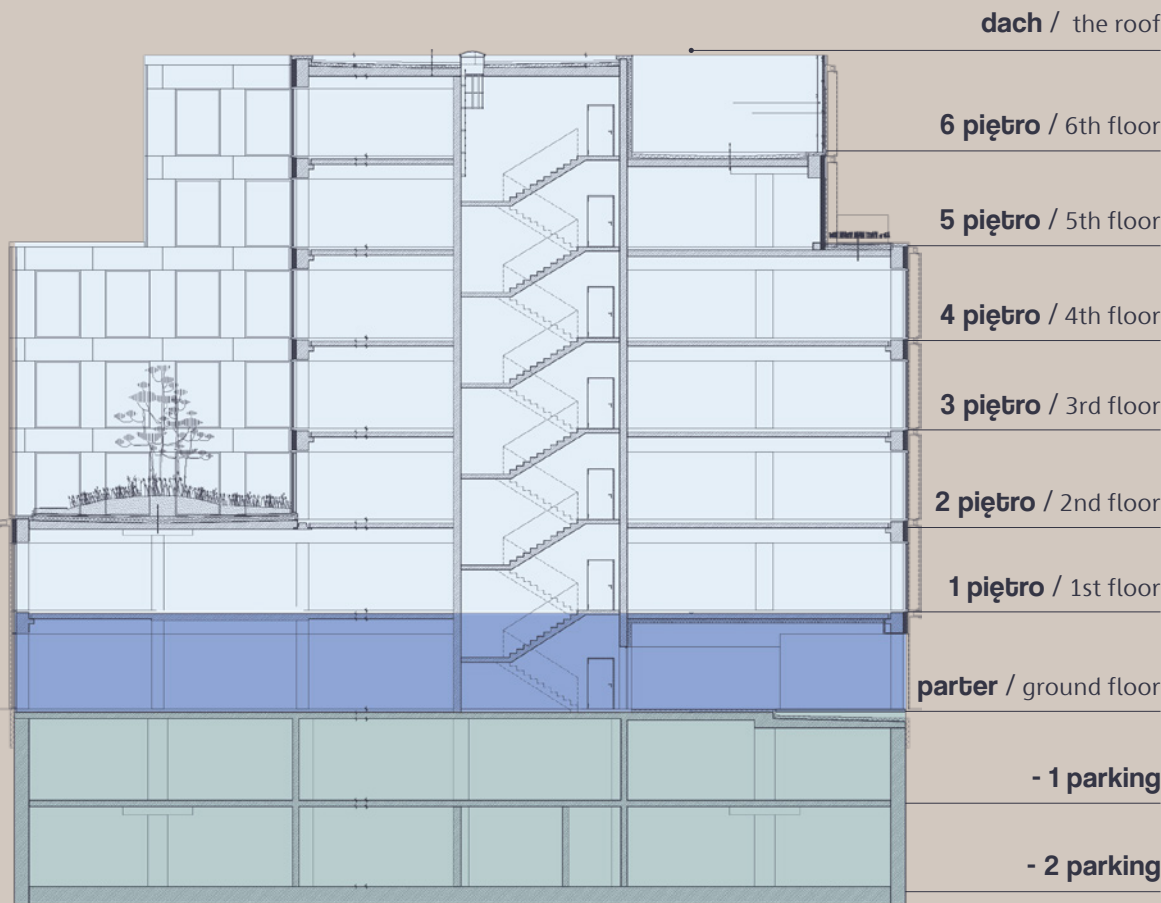 dach / the roof
6 piętro / 6th floor
5 piętro / 5th floor
4 piętro / 4th floor
3 piętro / 3rd floor
2 piętro / 2nd floor
1 piętro / 1st floor
parter / ground floor
- 1 parking
- 2 parking